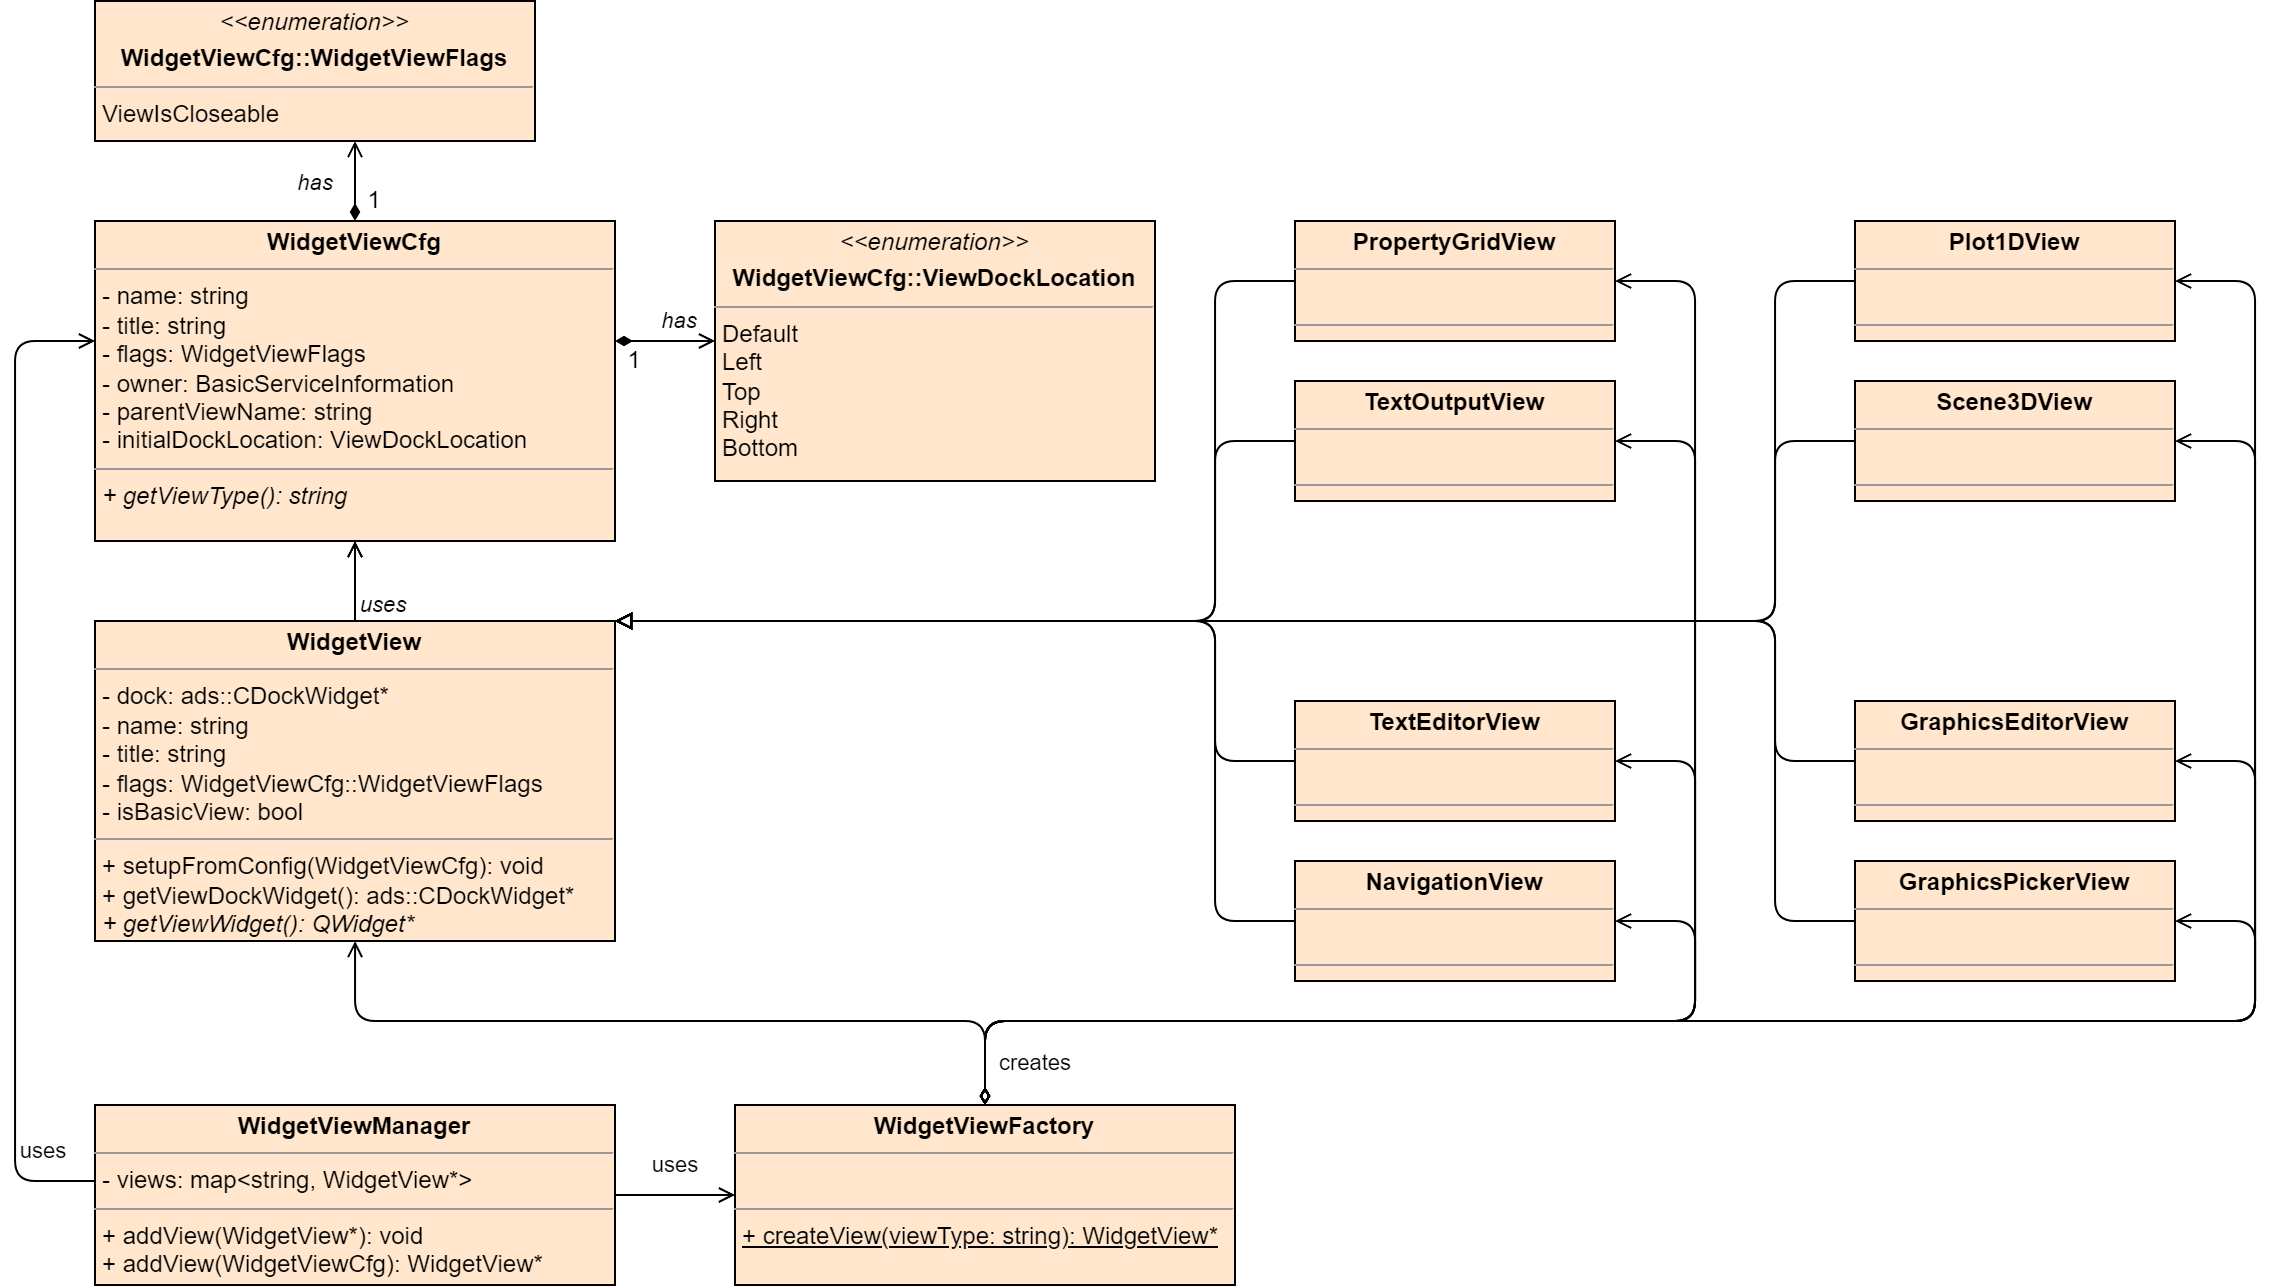 <<enumeration>>
WidgetViewCfg::WidgetViewFlags
ViewIsCloseable
has
1
WidgetViewCfg
- name: string
- title: string
- flags: WidgetViewFlags
- owner: BasicServiceInformation
- parentViewName: string
- initialDockLocation: ViewDockLocation
+ getViewType(): string
has
1
<<enumeration>>
WidgetViewCfg::ViewDockLocation
Default
Left
Top
Right
Bottom
PropertyGridView
Plot1DView
TextOutputView
Scene3DView
uses
WidgetView
- dock: ads::CDockWidget*
- name: string
- title: string
- flags: WidgetViewCfg::WidgetViewFlags
- isBasicView: bool
+ setupFromConfig(WidgetViewCfg): void
+ getViewDockWidget(): ads::CDockWidget*
+ getViewWidget(): QWidget*
TextEditorView
GraphicsEditorView
NavigationView
GraphicsPickerView
creates
uses
WidgetViewManager
- views: map<string, WidgetView*>
+ addView(WidgetView*): void
+ addView(WidgetViewCfg): WidgetView*
uses
WidgetViewFactory
+ createView(viewType: string): WidgetView*